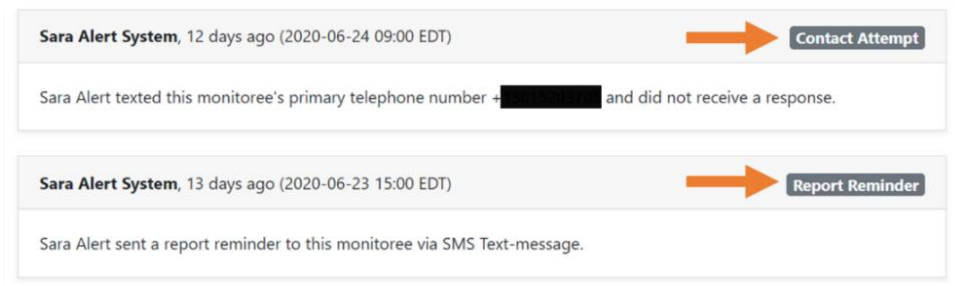 Sara Alert System, 12 days ago (2020-06-24 09:00 EDT) Contact Attempt
Sara Alert texted this monitoree's primary telephone number + and did not receive a response.
Sara Alert System, 13 days ago (2020-06-23 15:00 EDT) Report Reminder
Sara Alert sent a report reminder to this monitoree via SMS Text-message.